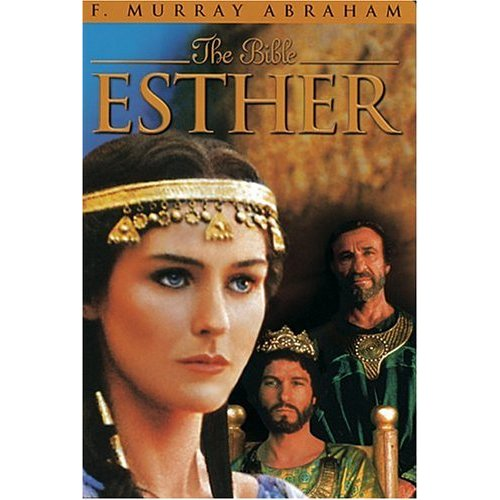 F. MURRAY ABRAHAM
The Bible
ESTHER